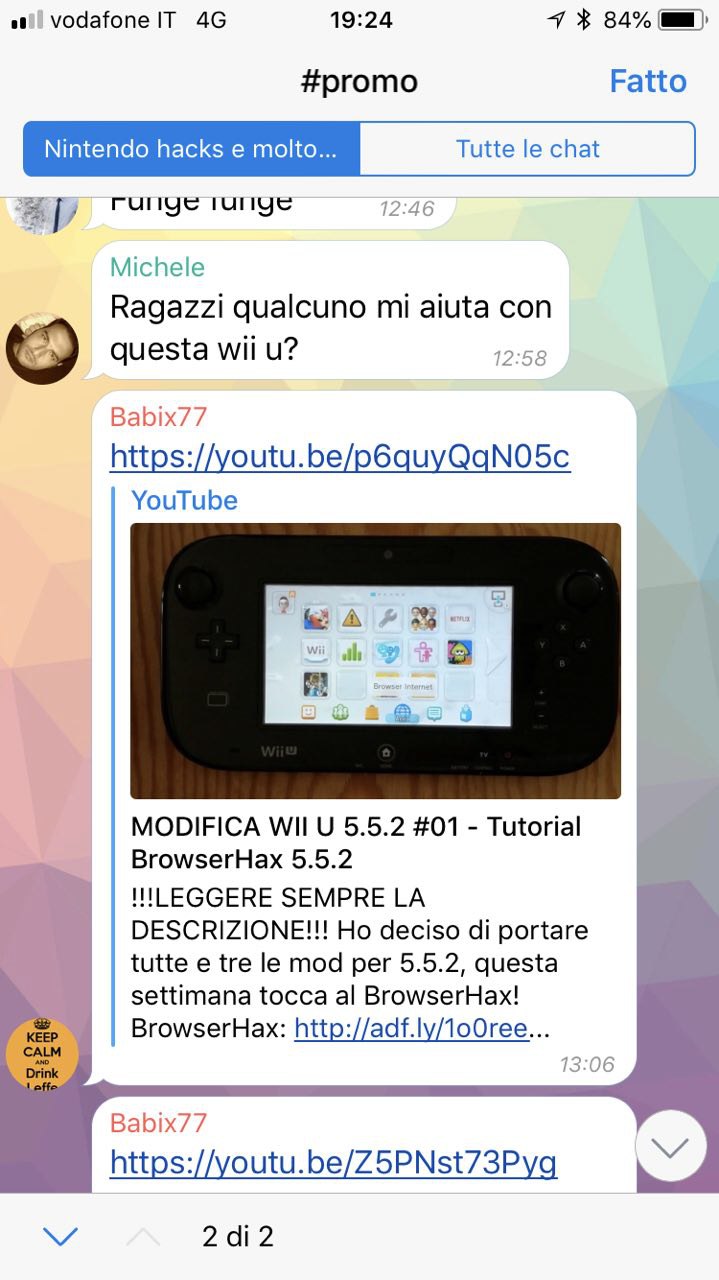 vodafone IT 4G 19:24 84%
#promo Fatto
Nintendo hacks e molto... Tutte le chat
Funge funge 12:46
Michele
Ragazzi qualcuno mi aiuta con
questa wii u?
12:58
Babix77
https://youtu.be/p6quyQqN05c
YouTube
NETFLIX
Wii
Browser Internet
X
Y A
B
Wii U
TV
MODIFICA WII U 5.5.2 #01 - Tutorial
BrowserHax 5.5.2
!!!LEGGERE SEMPRE LA
DESCRIZIONE!!! Ho deciso di portare
tutte e tre le mod per 5.5.2, questa
settimana tocca al BrowserHax!
BrowserHax: http://adf.ly/1o0ree...
13:06
KEEP
CALM
AND
Drink
Leffe
Babix77
https://youtu.be/Z5PNst73Pyg
2 di 2